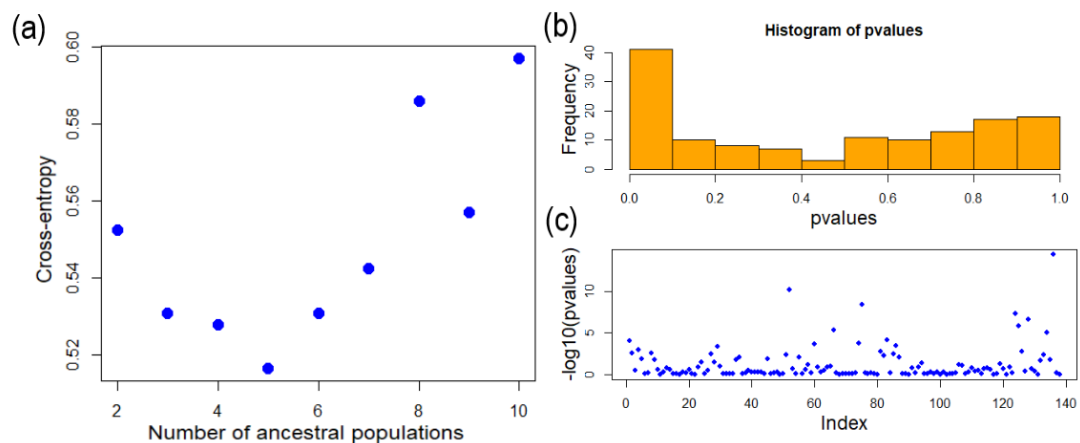 (a)
0.60
0.58
0.56
0.54
0.52
Cross-entropy
2 4 6 8 10
Number of ancestral populations
(b)
Histogram of pvalues
40
20
10
0
Frequency
0.0 0.2 0.4 0.6 0.8 1.0
pvalues
(c)
10
5
0
-log10(pvalues)
0 20 40 60 80 100 120 140
Index